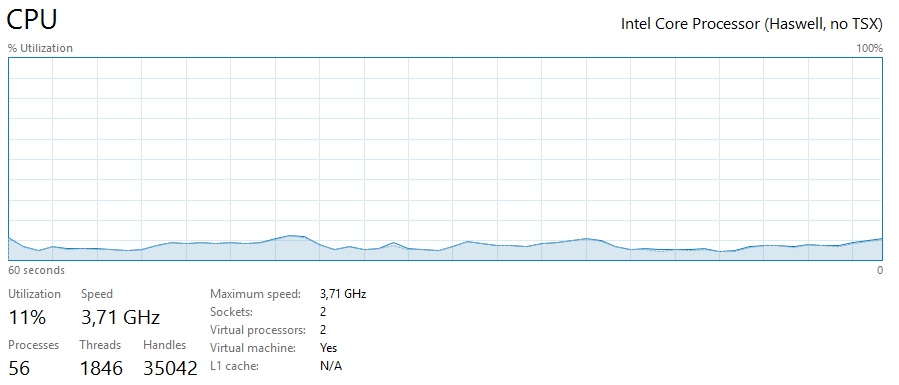 CPU
Intel Core Processor (Haswell, no TSX)
% Utilization
100%
60 seconds
0
Utilization
Speed
11%
3,71 GHz
Processes
Threads
Handles
56
1846
35042
Maximum speed:
3,71 GHz
Sockets:
2
Virtual processors:
2
Virtual machine:
Yes
L1 cache:
N/A